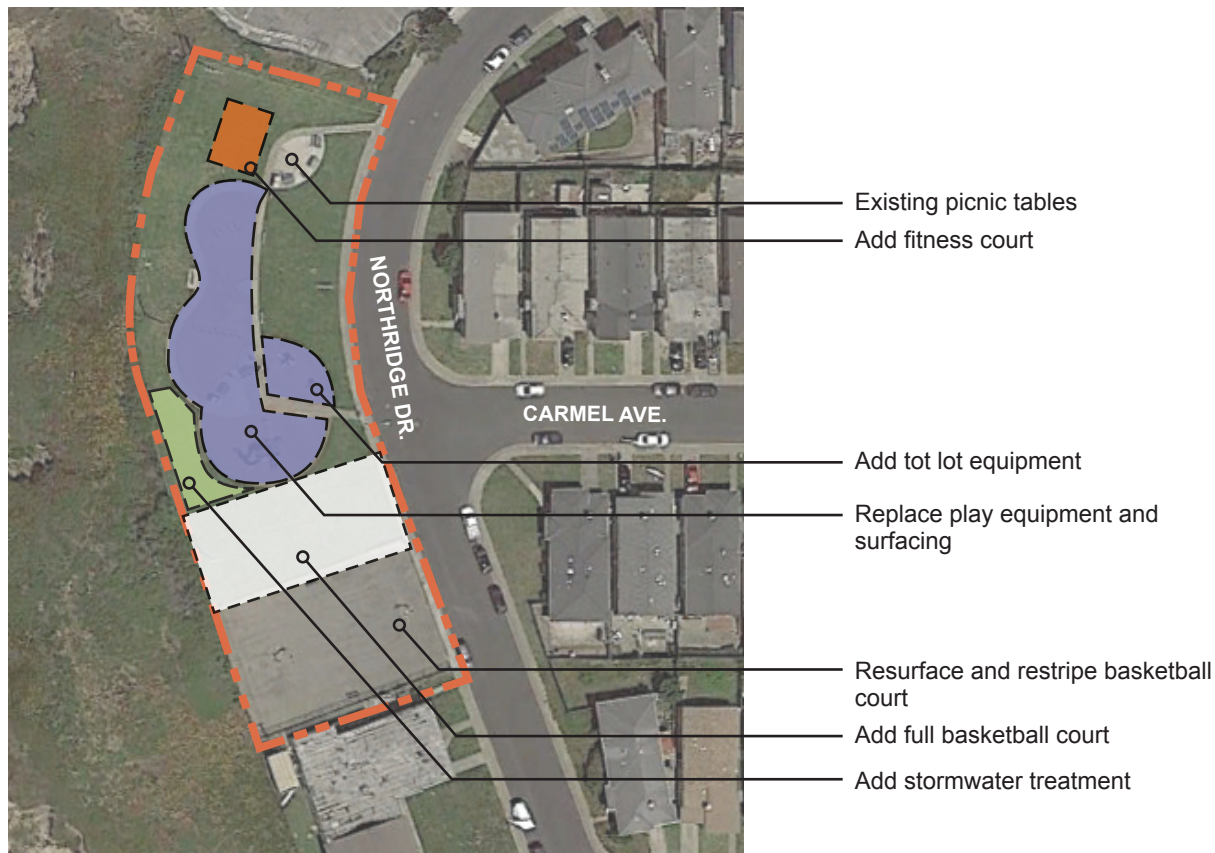 Existing picnic tables
Add fitness court
NORTHRIDGE DR.
CARMEL AVE.
Add tot lot equipment
Replace play equipment and
surfacing
Resurface and restripe basketball
court
Add full basketball court
Add stormwater treatment